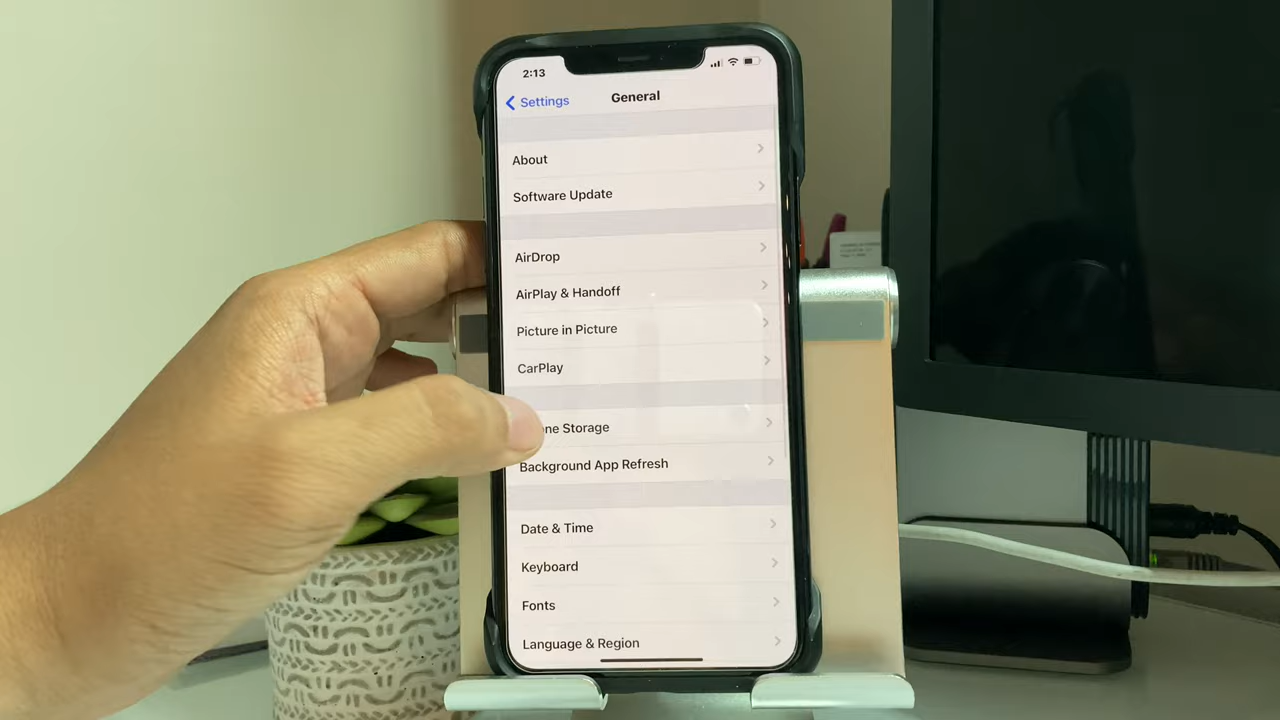 2:13
Settings
General
About
Software Update
AirDrop
AirPlay & Handoff
Picture in Picture
CarPlay
ne Storage
Background App Refresh
Date & Time
Keyboard
Fonts
Language & Region